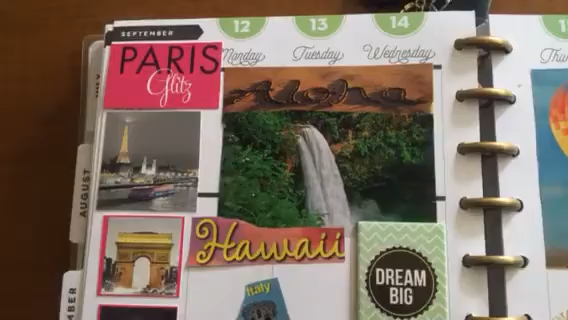 SEPTEMBER
12
13
14
Monday
Tuesday
Wednesday
PARIS
Glitz
Aloha
AUGUST
Hawaii
Italy
DREAM
BIG